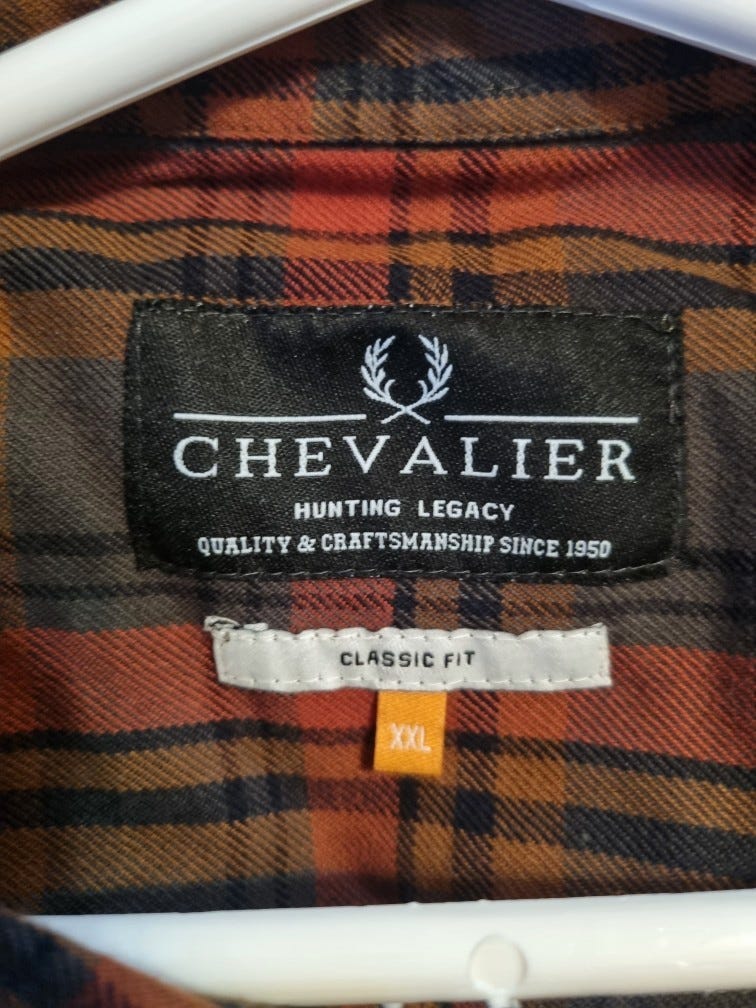 CHEVALIER
HUNTING LEGACY
QUALITY & CRAFTSMANSHIP SINCE 1950
CLASSIC FIT
XXL